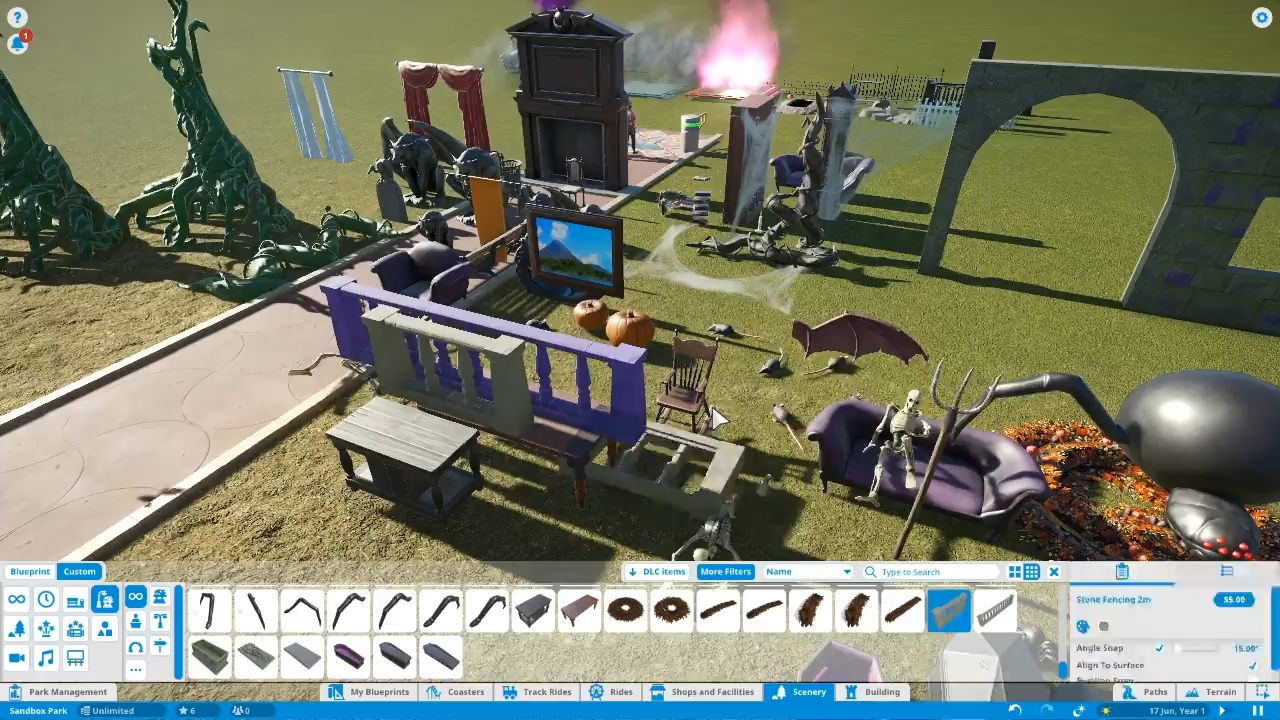 ?
1
Blueprint
Custom
DLC items
More Filters
Name
Type to Search
Stone Fencing 2m
$5.00
Angle Snap
15.00°
Align To Surface
Park Management
My Blueprints
Coasters
Track Rides
Rides
Shops and Facilities
Scenery
Building
Paths
Terrain
Sandbox Park
Unlimited
6
0
17 Jun, Year 1